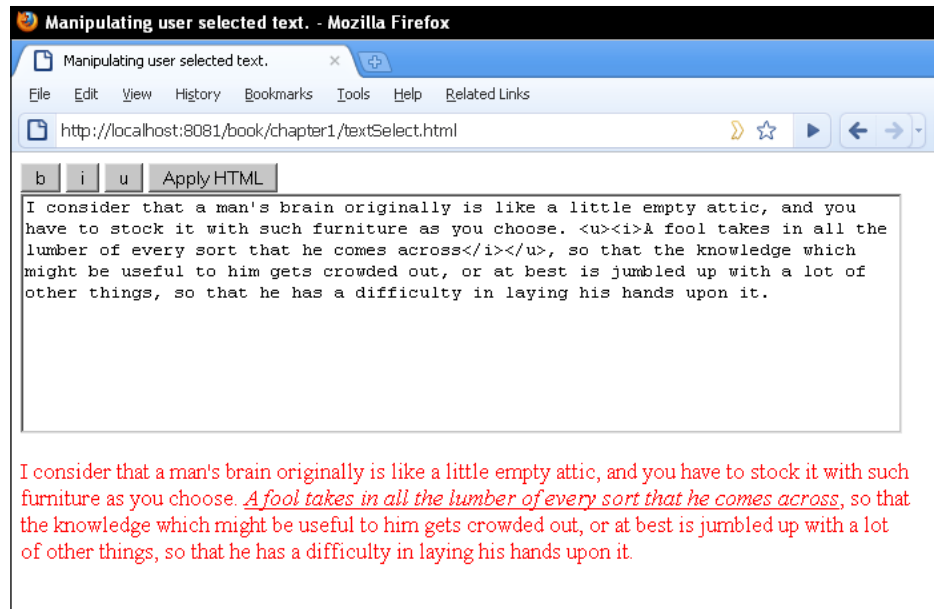 Manipulating user selected text. - Mozilla Firefox
Manipulating user selected text.
File Edit View History Bookmarks Tools Help Related Links
http://localhost:8081/book/chapter1/textSelect.html
b i u Apply HTML
I consider that a man's brain originally is like a little empty attic, and you
have to stock it with such furniture as you choose. <u><i>A fool takes in all the
lumber of every sort that he comes across</i></u>, so that the knowledge which
might be useful to him gets crowded out, or at best is jumbled up with a lot of
other things, so that he has a difficulty in laying his hands upon it.
I consider that a man's brain originally is like a little empty attic, and you have to stock it with such
furniture as you choose. A fool takes in all the lumber of every sort that he comes across, so that
the knowledge which might be useful to him gets crowded out, or at best is jumbled up with a lot
of other things, so that he has a difficulty in laying his hands upon it.